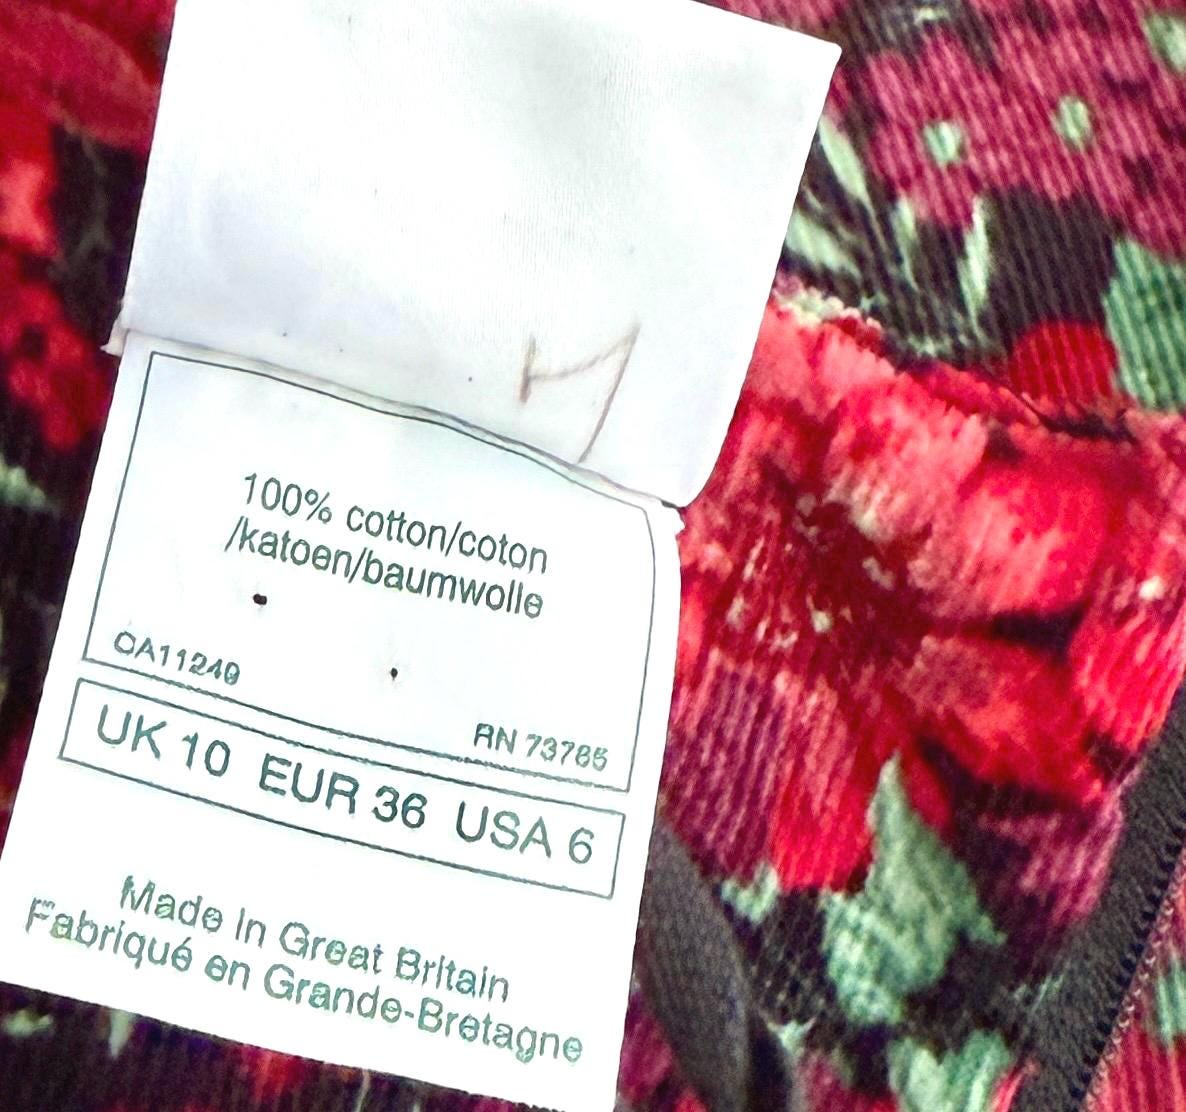 100% cotton/coton
/katoen/baumwolle
CA11249
RN 73785
UK 10 EUR 36 USA 6
Made in Great Britain
Fabriqué en Grande-Bretagne